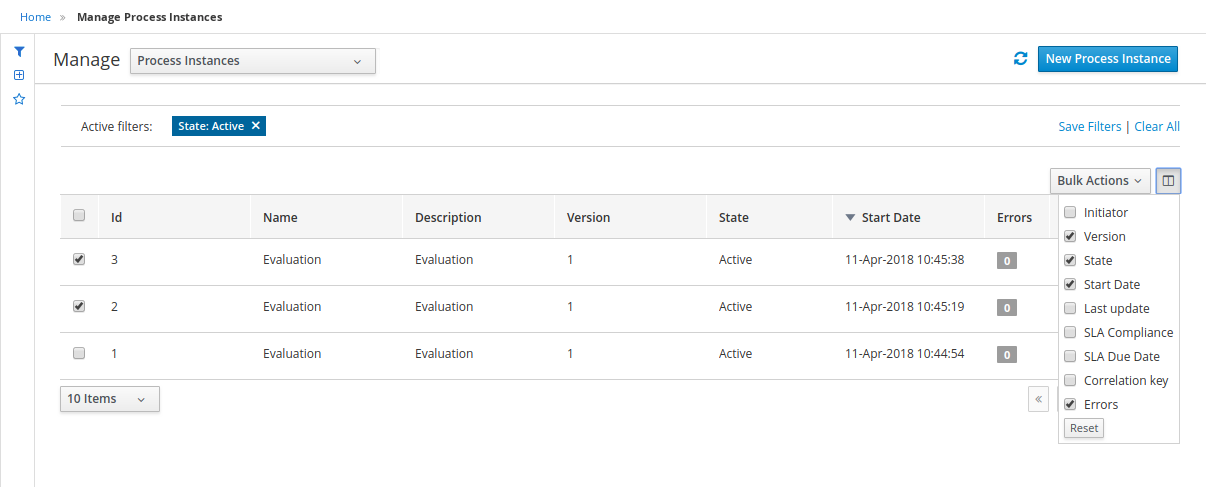 Home » Manage Process Instances
Manage Process Instances New Process Instance
Active filters: State: Active × Save Filters | Clear All
Bulk Actions
Id Name Description Version State Start Date Errors
3 Evaluation Evaluation 1 Active 11-Apr-2018 10:45:38 0
2 Evaluation Evaluation 1 Active 11-Apr-2018 10:45:19 0
1 Evaluation Evaluation 1 Active 11-Apr-2018 10:44:54 0
10 Items «
Initiator
Version
State
Start Date
Last update
SLA Compliance
SLA Due Date
Correlation key
Errors
Reset